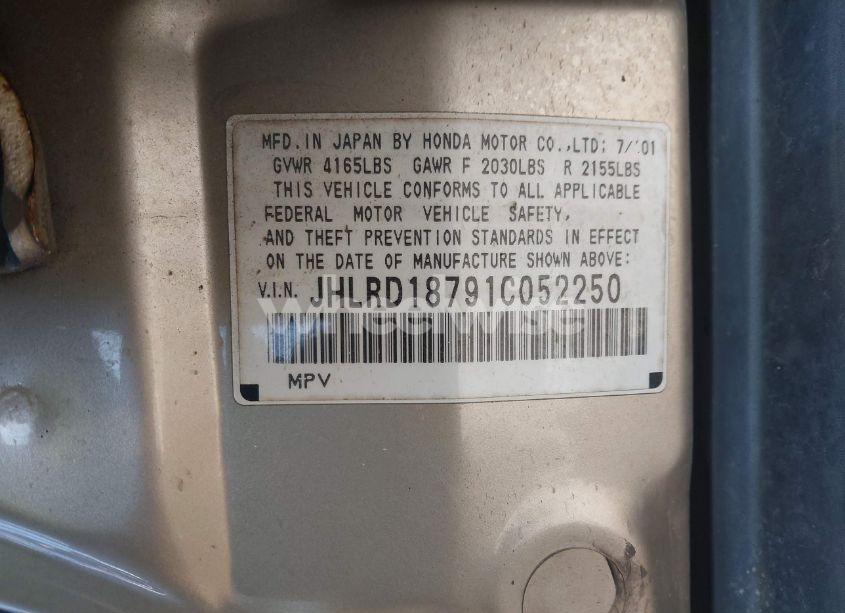 MFD. IN JAPAN BY HONDA MOTOR CO.,LTD; 7/'01
GVWR 4165LBS GAWR F 2030LBS R 2155LBS
THIS VEHICLE CONFORMS TO ALL APPLICABLE
FEDERAL MOTOR VEHICLE SAFETY,
AND THEFT PREVENTION STANDARDS IN EFFECT
ON THE DATE OF MANUFACTURE SHOWN ABOVE:
V.I.N. JHLRD18791C052250
wheelwise
MPV